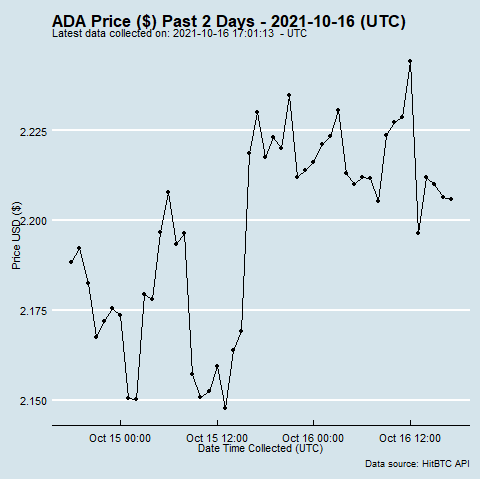 ADA Price ($) Past 2 Days - 2021-10-16 (UTC)
Latest data collected on: 2021-10-16 17:01:13 - UTC
Price USD ($)
2.225
2.200
2.175
2.150
Oct 15 00:00
Oct 15 12:00
Oct 16 00:00
Oct 16 12:00
Date Time Collected (UTC)
Data source: HitBTC API